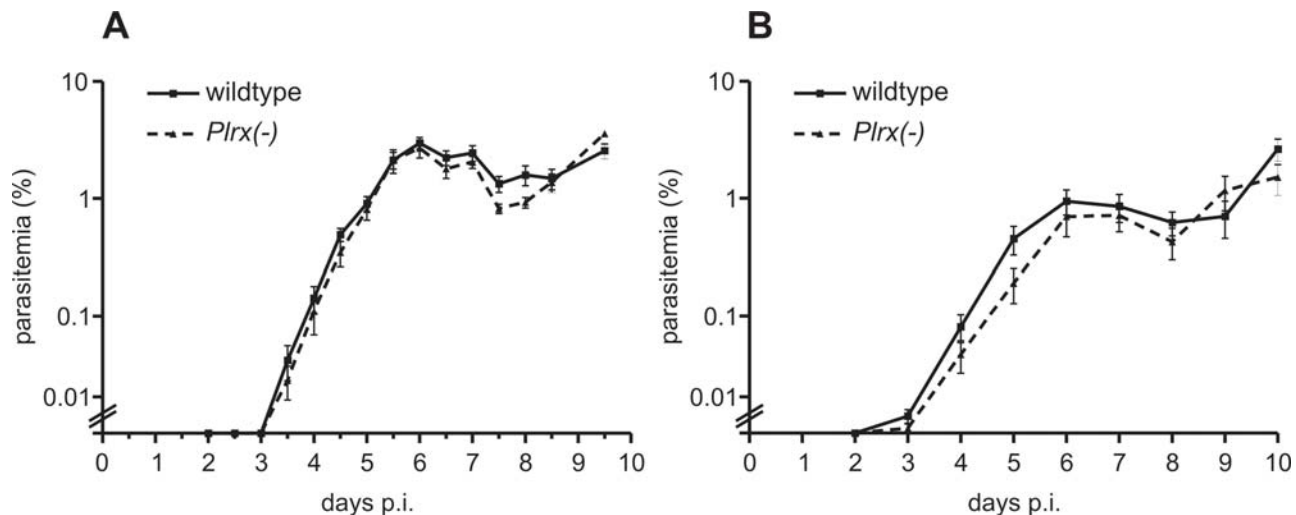 A
wildtype
Plrx(-)
10
1
0.1
0.01
parasitemia (%)
0 1 2 3 4 5 6 7 8 9 10
days p.i.
B
wildtype
Plrx(-)
10
1
0.1
0.01
parasitemia (%)
0 1 2 3 4 5 6 7 8 9 10
days p.i.